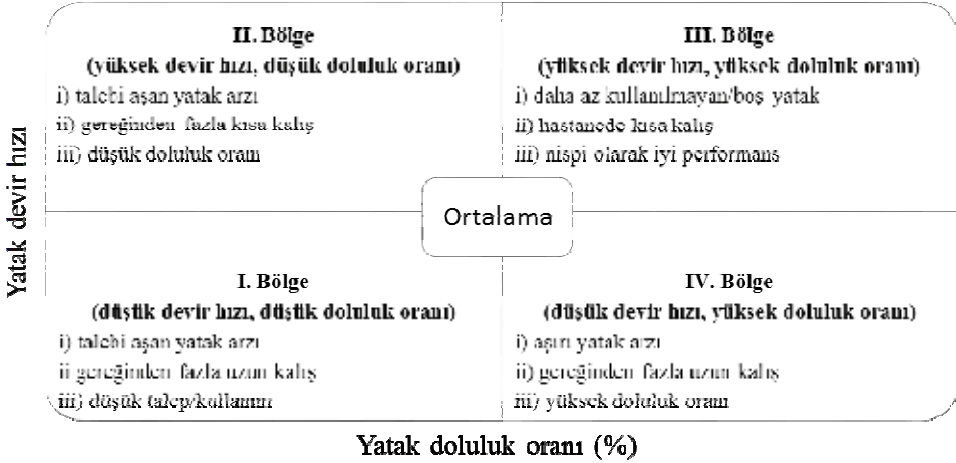 II. Bölge
(yüksek devir hızı, düşük doluluk oranı)
i) talebi aşan yatak arzı
ii) gereğinden fazla kısa kalış
iii) düşük doluluk oranı
III. Bölge
(yüksek devir hızı, yüksek doluluk oranı)
i) daha az kullanılmayan/boş yatak
ii) hastanede kısa kalış
iii) nispi olarak iyi performans
Yatak devir hızı
Ortalama
I. Bölge
(düşük devir hızı, düşük doluluk oranı)
i) talebi aşan yatak arzı
ii gereğinden fazla uzun kalış
iii) düşük talep/kullanım
IV. Bölge
(düşük devir hızı, yüksek doluluk oranı)
i) aşırı yatak arzı
ii) gereğinden fazla uzun kalış
iii) yüksek doluluk oranı
Yatak doluluk oranı (%)